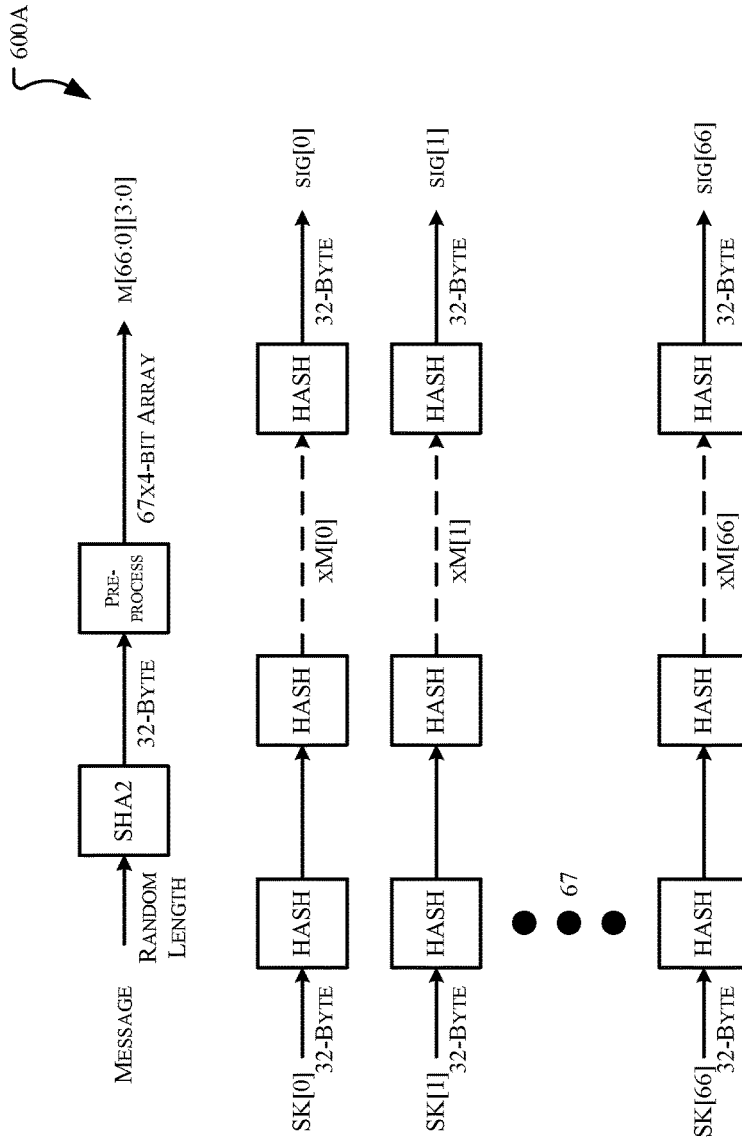 600A
MESSAGE
RANDOM
LENGTH
SHA2
32-BYTE
PRE-
PROCESS
67X4-BIT ARRAY
M[66:0][3:0]
SK[0]
32-BYTE
HASH
HASH
XM[0]
HASH
32-BYTE
SIG[0]
SK[1]
32-BYTE
HASH
HASH
XM[1]
HASH
32-BYTE
SIG[1]
67
SK[66]
32-BYTE
HASH
HASH
XM[66]
HASH
32-BYTE
SIG[66]